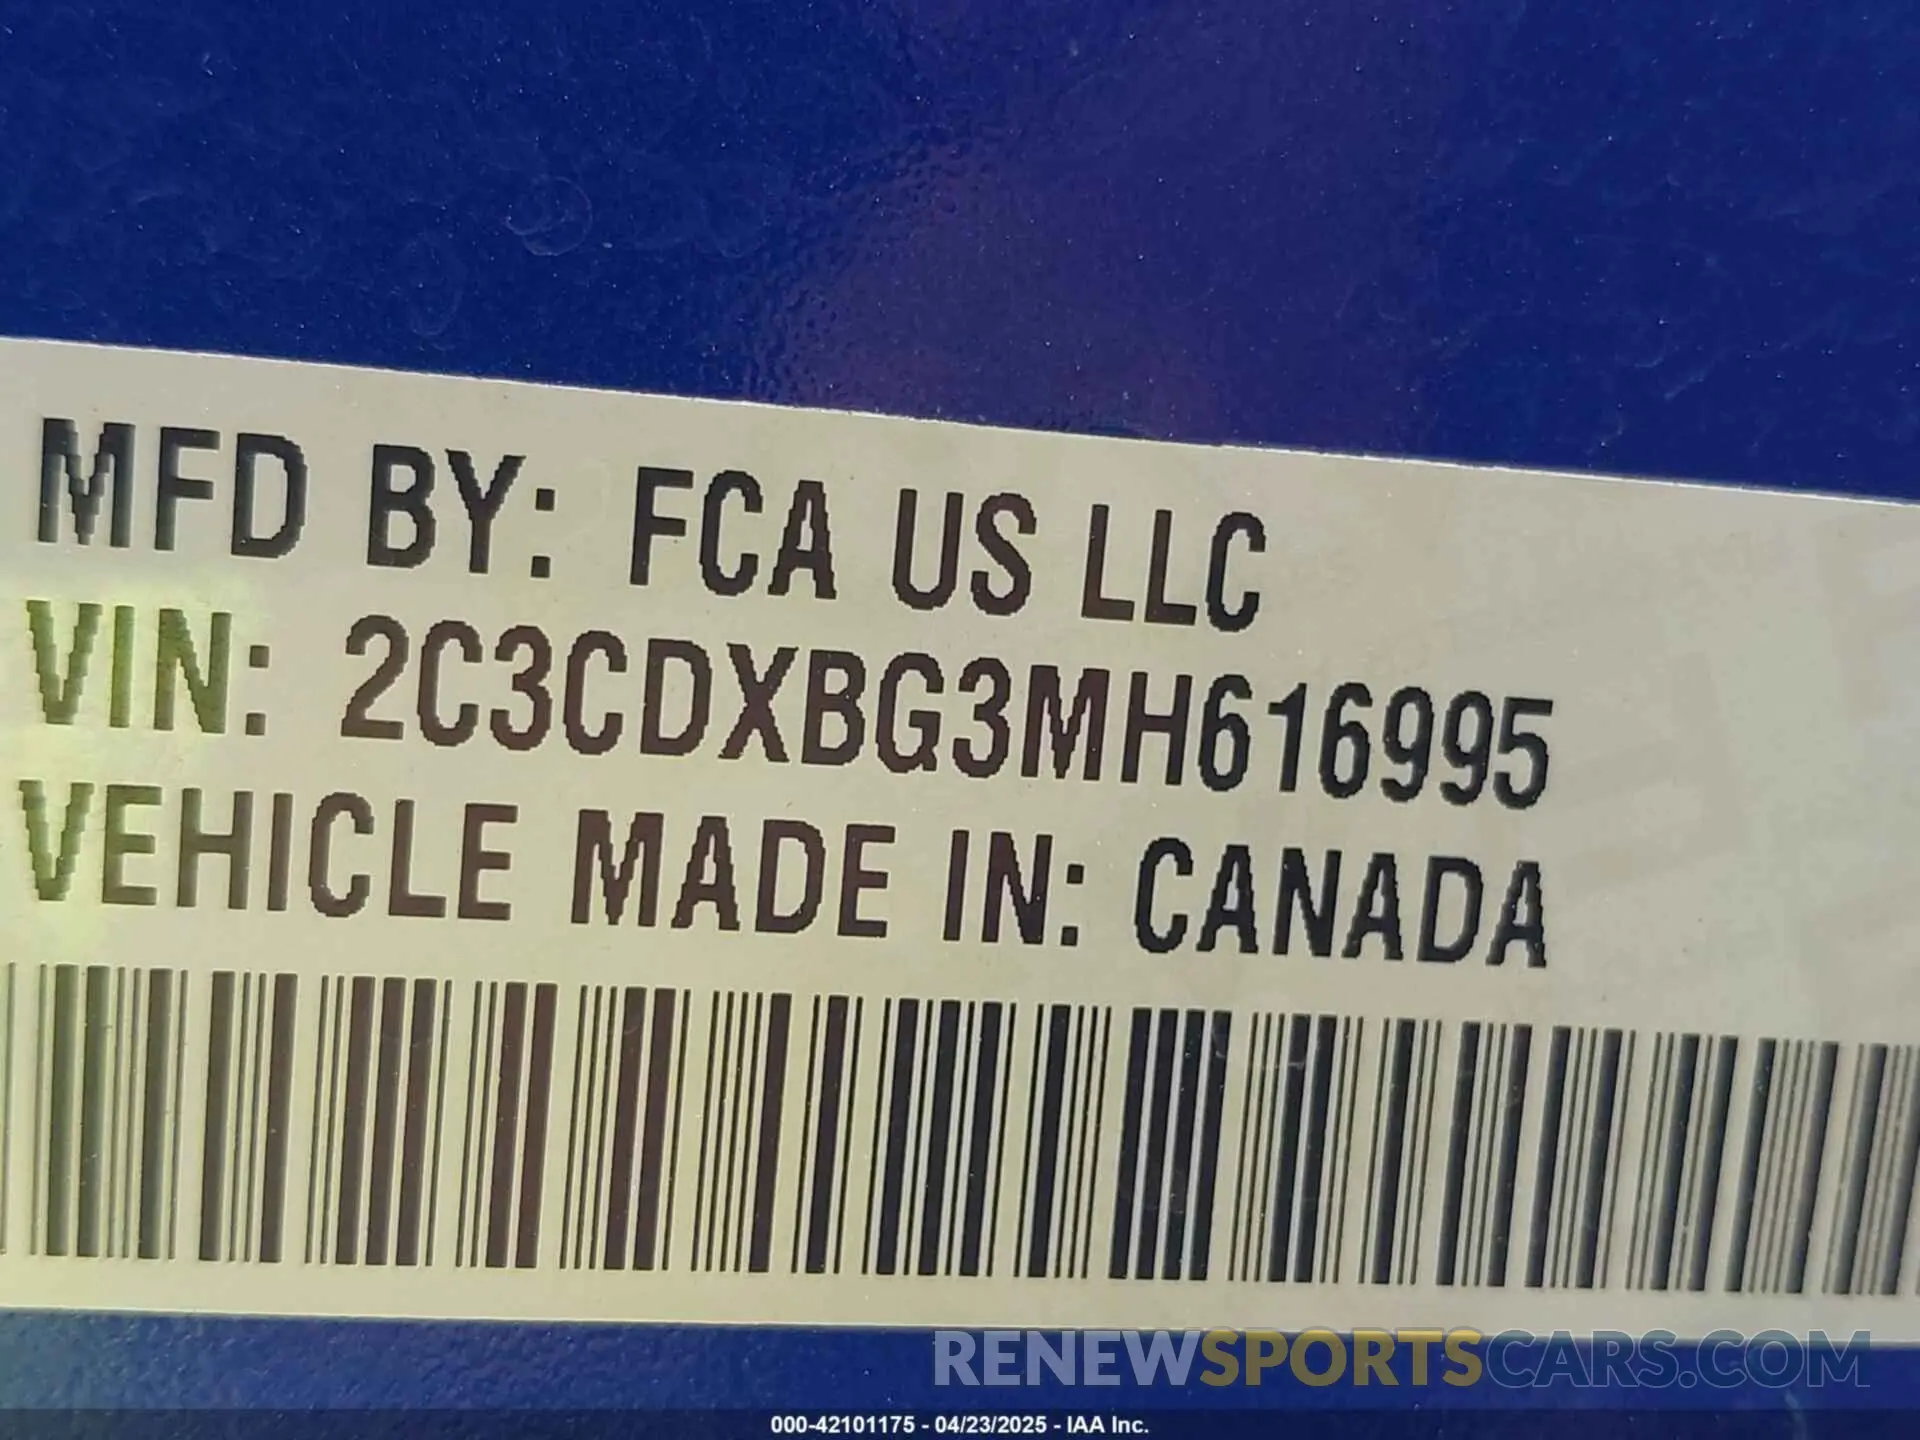 MFD BY: FCA US LLC
VIN: 2C3CDXBG3MH616995
VEHICLE MADE IN: CANADA
RENEWSPORTSCARS.COM
000-42101175 - 04/23/2025 - IAA Inc.